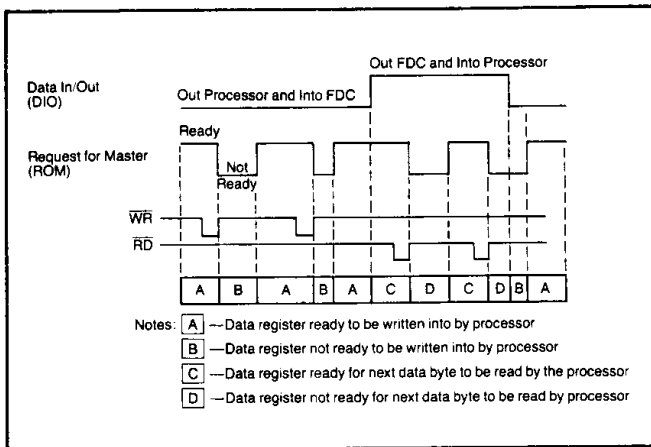 Out FDC and Into Processor
Data In/Out
(DIO)
Out Processor and Into FDC
Ready
Request for Master
(ROM)
Not
Ready
WR
RD
A B A B A C D C D B A
Notes: A —Data register ready to be written into by processor
B —Data register not ready to be written into by processor
C —Data register ready for next data byte to be read by the processor
D —Data register not ready for next data byte to be read by processor